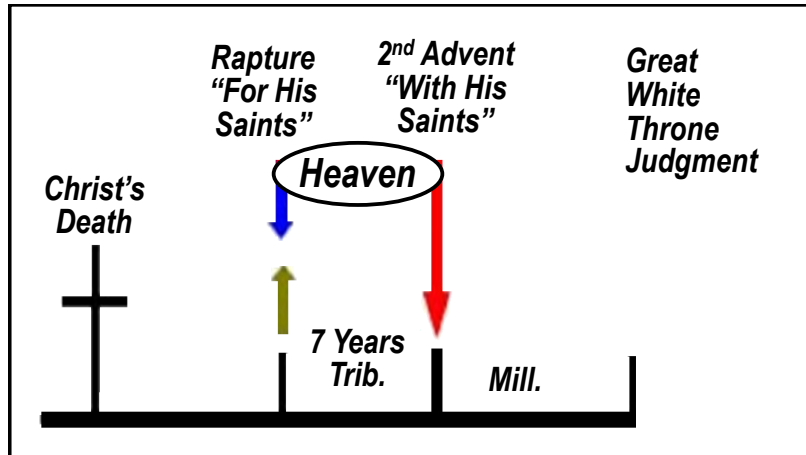 Rapture
“For His
Saints”
2nd Advent
“With His
Saints”
Great
White
Throne
Judgment
Heaven
Christ’s
Death
7 Years
Trib.
Mill.